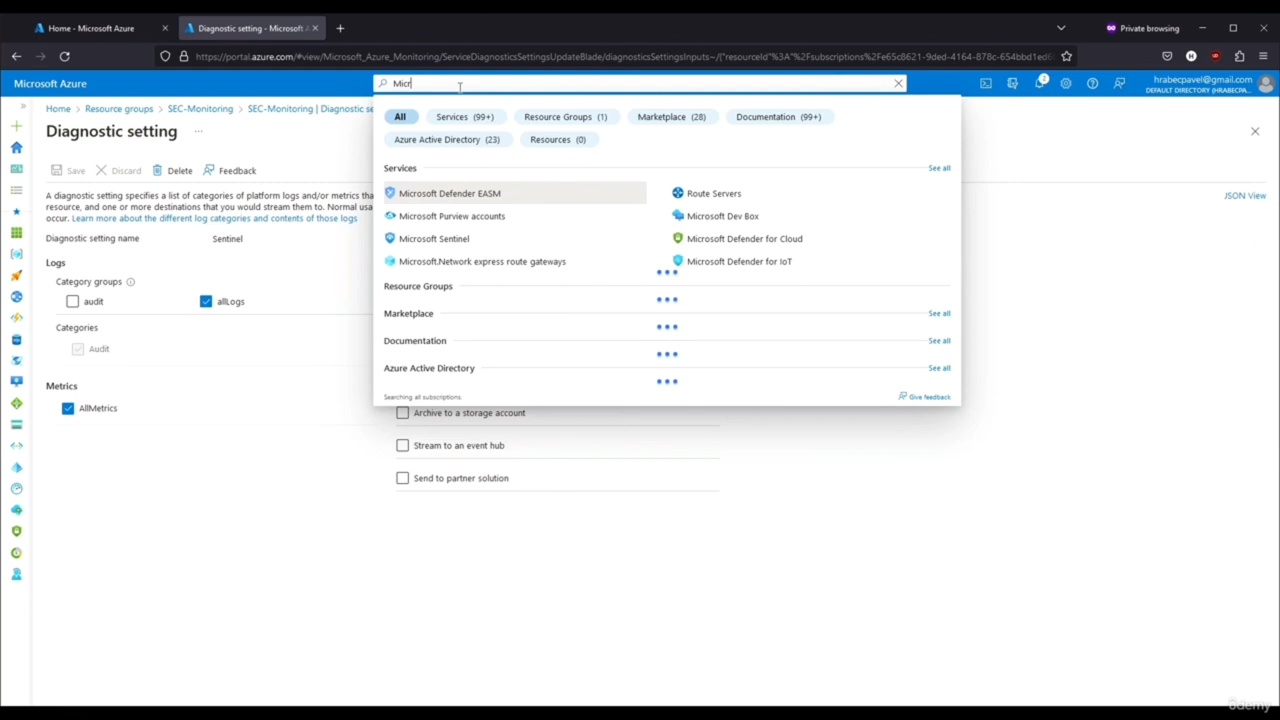 Home - Microsoft Azure
Diagnostic setting - Microsoft A
Private browsing
https://portal.azure.com/#view/Microsoft_Azure_Monitoring/ServiceDiagnosticsSettingsUpdateBlade/diagnosticSettingsInputs~/{"resourceId"%3A"%2Fsubscriptions%2Fe65c8621-9ded-4164-878c-654bbd1ed6
Microsoft Azure
Micr
2
hrabecpavel@gmail.com
DEFAULT DIRECTORY (HRABECPA...
Home > Resource groups > SEC-Monitoring > SEC-Monitoring | Diagnostic se
Diagnostic setting ...
Save Discard Delete Feedback
JSON View
A diagnostic setting specifies a list of categories of platform logs and/or metrics tha
resource, and one or more destinations that you would stream them to. Normal usa
occur. Learn more about the different log categories and contents of those logs
Diagnostic setting name Sentinel
Logs
Category groups
audit allLogs
Categories
Audit
Metrics
AllMetrics
All Services (99+) Resource Groups (1) Marketplace (28) Documentation (99+)
Azure Active Directory (23) Resources (0)
Services See all
Microsoft Defender EASM Route Servers
Microsoft Purview accounts Microsoft Dev Box
Microsoft Sentinel Microsoft Defender for Cloud
Microsoft.Network express route gateways Microsoft Defender for IoT
Resource Groups
Marketplace See all
Documentation See all
Azure Active Directory See all
Searching all subscriptions. Give feedback
Archive to a storage account
Stream to an event hub
Send to partner solution
ûdemy